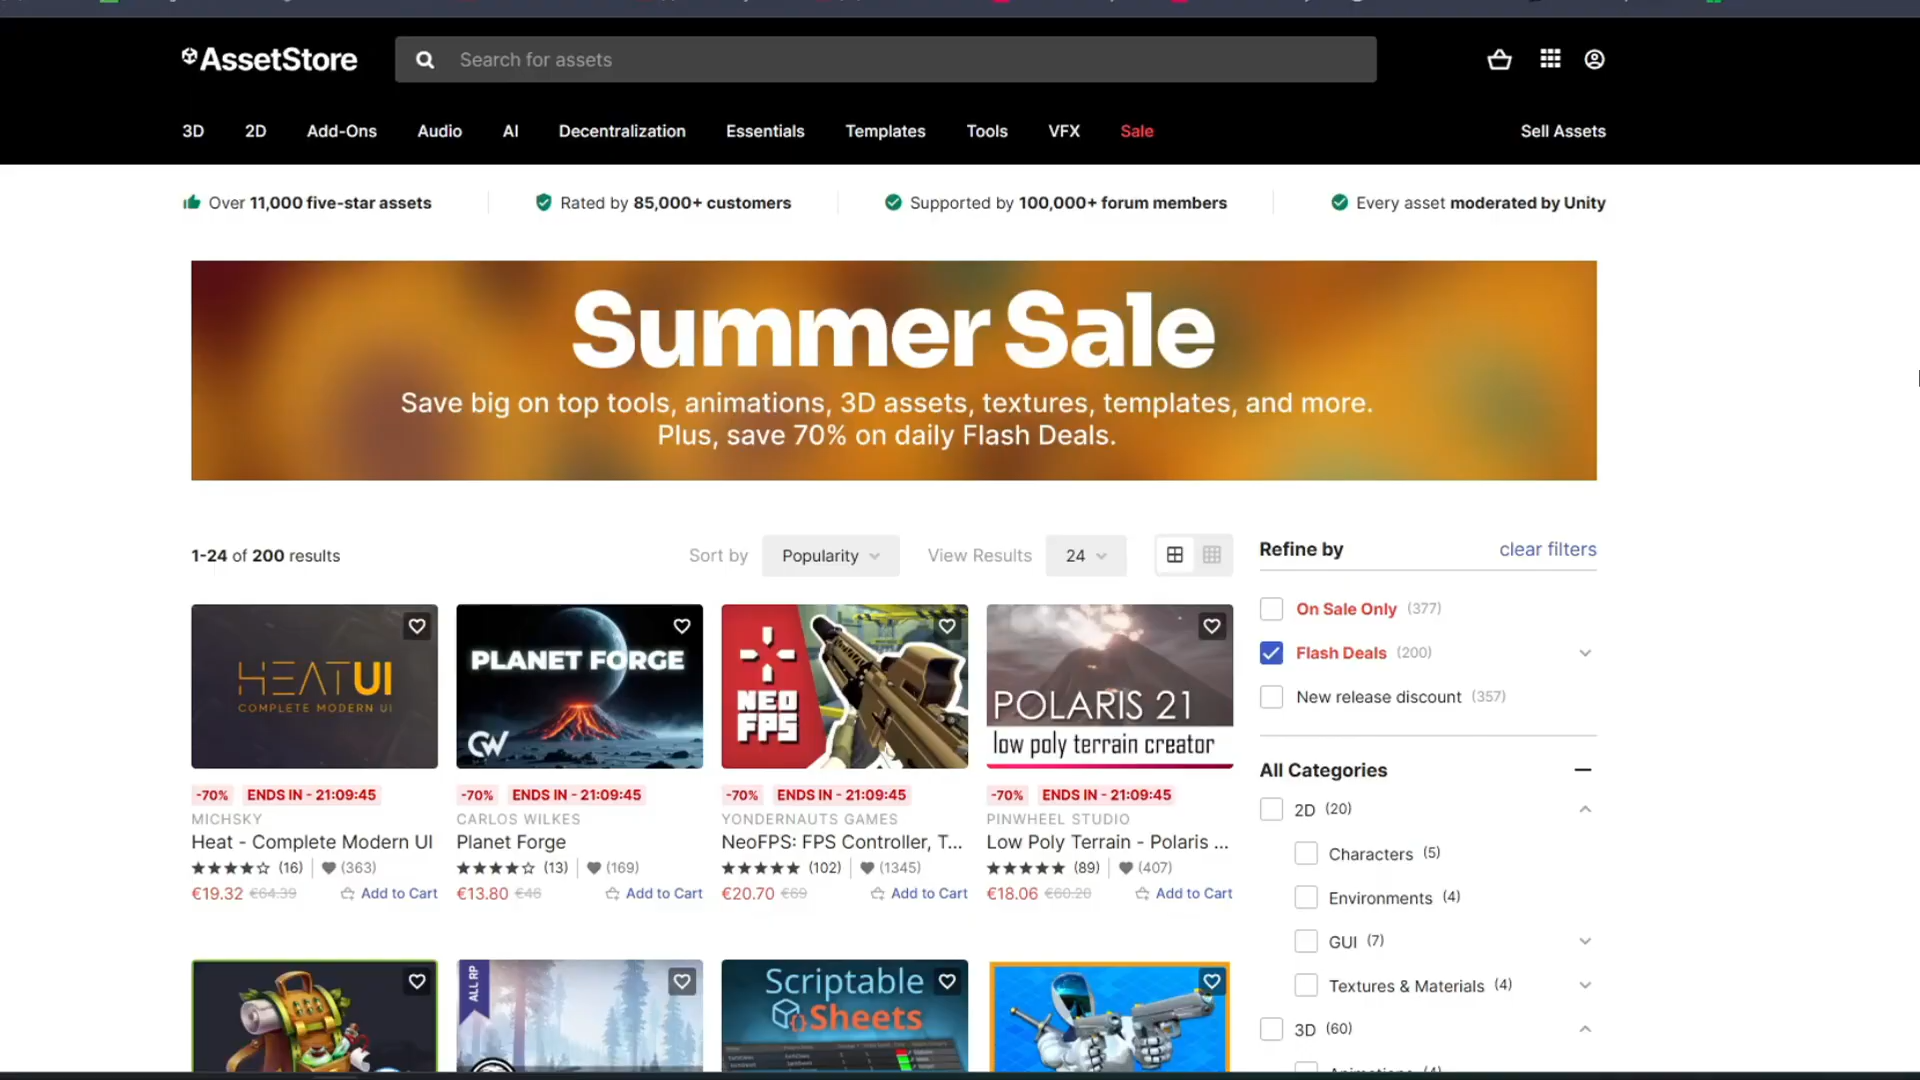 AssetStore
Search for assets
3D 2D Add-Ons Audio AI Decentralization Essentials Templates Tools VFX Sale Sell Assets
Over 11,000 five-star assets
Rated by 85,000+ customers
Supported by 100,000+ forum members
Every asset moderated by Unity
Summer Sale
Save big on top tools, animations, 3D assets, textures, templates, and more.
Plus, save 70% on daily Flash Deals.
1-24 of 200 results
Sort by Popularity
View Results 24
HEAT UI
COMPLETE MODERN UI
-70% ENDS IN - 21:09:45
MICHSKY
Heat - Complete Modern UI
(16) (363)
€19.32 €64.39 Add to Cart
PLANET FORGE
CW
-70% ENDS IN - 21:09:45
CARLOS WILKES
Planet Forge
(13) (169)
€13.80 €46 Add to Cart
NEO
FPS
-70% ENDS IN - 21:09:45
YONDERNAUTS GAMES
NeoFPS: FPS Controller, T...
(102) (1345)
€20.70 €69 Add to Cart
POLARIS 21
low poly terrain creator
-70% ENDS IN - 21:09:45
PINWHEEL STUDIO
Low Poly Terrain - Polaris ...
(89) (407)
€18.06 €60.20 Add to Cart
ALL RP
Scriptable
Sheets
Refine by clear filters
On Sale Only (377)
Flash Deals (200)
New release discount (357)
All Categories
2D (20)
Characters (5)
Environments (4)
GUI (7)
Textures & Materials (4)
3D (60)